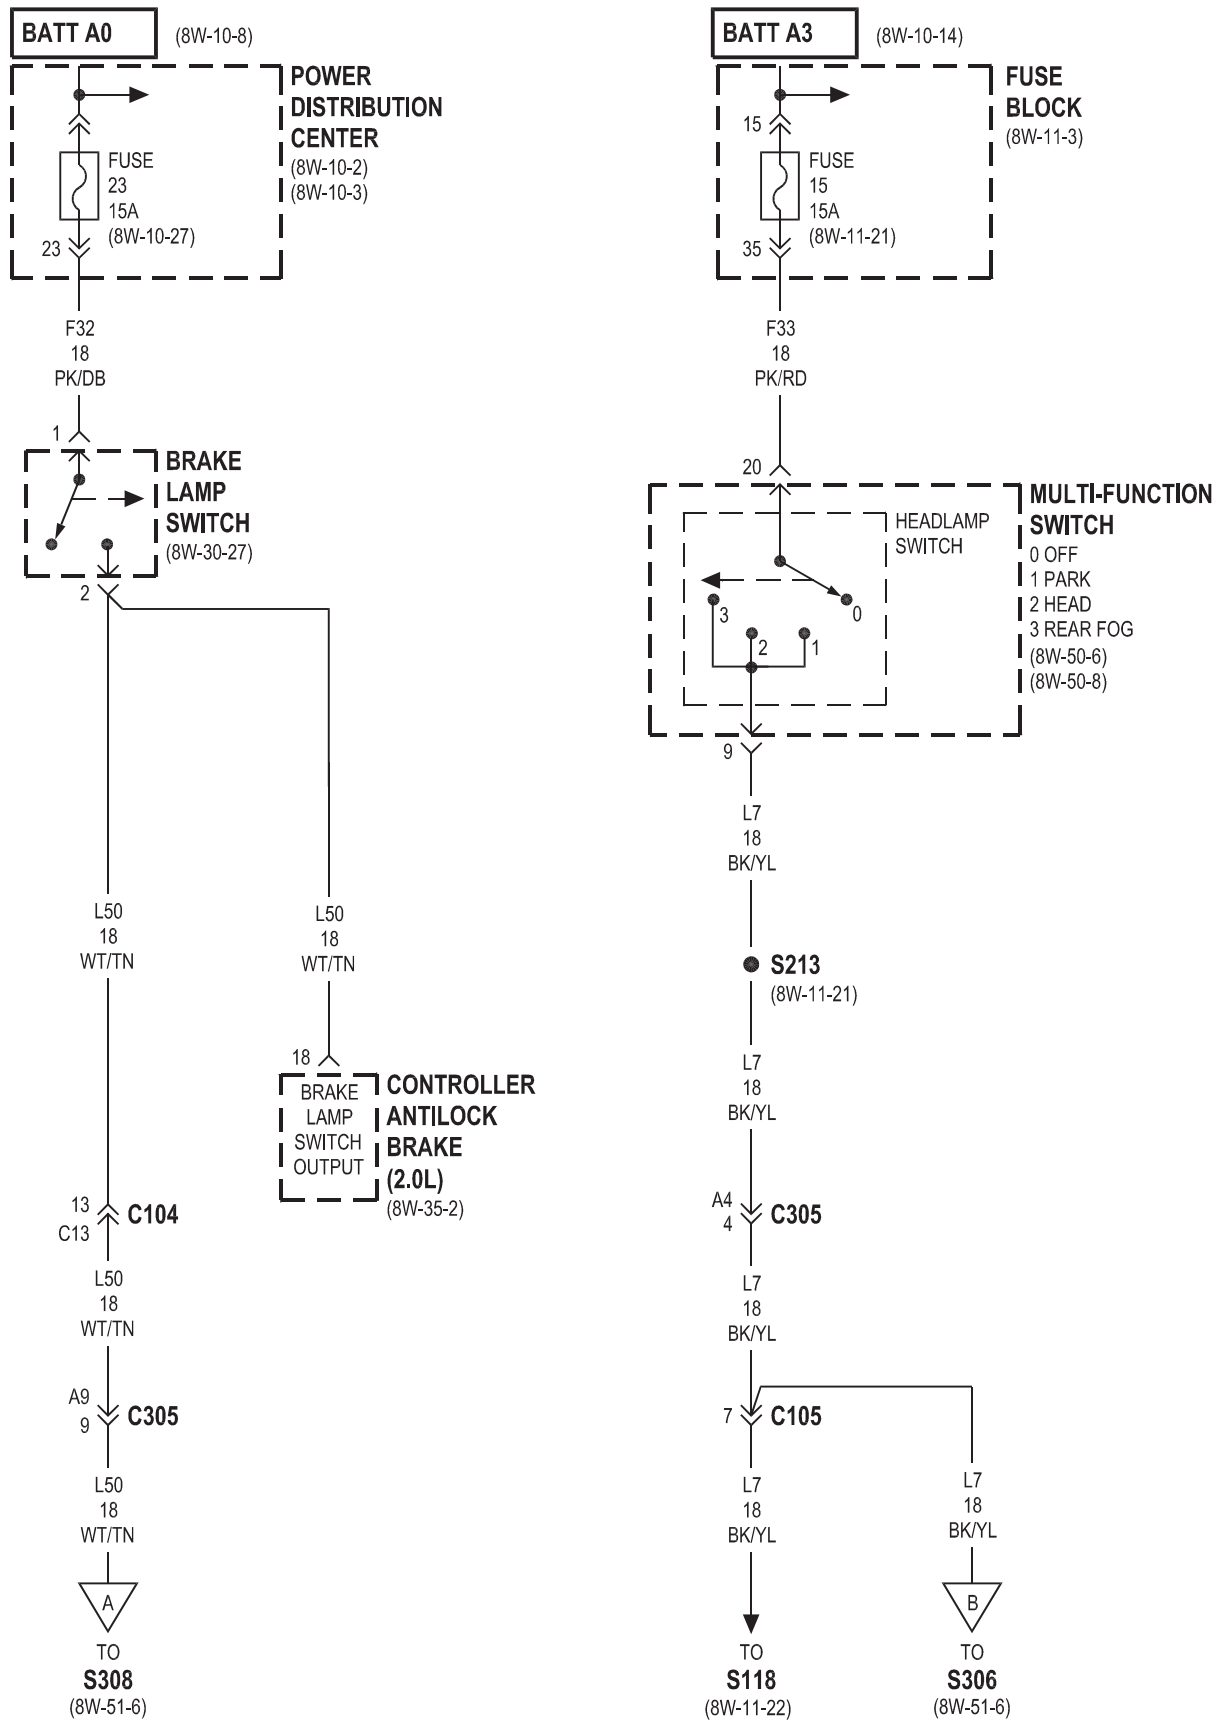 BATT A0
(8W-10-8)
POWER
DISTRIBUTION
CENTER
(8W-10-2)
(8W-10-3)
FUSE
23
15A
(8W-10-27)
23
F32
18
PK/DB
1
BRAKE
LAMP
SWITCH
(8W-30-27)
2
L50
18
WT/TN
L50
18
WT/TN
18
BRAKE
LAMP
SWITCH
OUTPUT
CONTROLLER
ANTILOCK
BRAKE
(2.0L)
(8W-35-2)
13
C13
C104
L50
18
WT/TN
A9
9
C305
L50
18
WT/TN
A
TO
S308
(8W-51-6)
BATT A3
(8W-10-14)
FUSE
BLOCK
(8W-11-3)
15
FUSE
15
15A
(8W-11-21)
35
F33
18
PK/RD
20
MULTI-FUNCTION
SWITCH
0 OFF
1 PARK
2 HEAD
3 REAR FOG
(8W-50-6)
(8W-50-8)
HEADLAMP
SWITCH
3
0
2
1
9
L7
18
BK/YL
S213
(8W-11-21)
L7
18
BK/YL
A4
4
C305
L7
18
BK/YL
7
C105
L7
18
BK/YL
L7
18
BK/YL
B
TO
S118
(8W-11-22)
TO
S306
(8W-51-6)